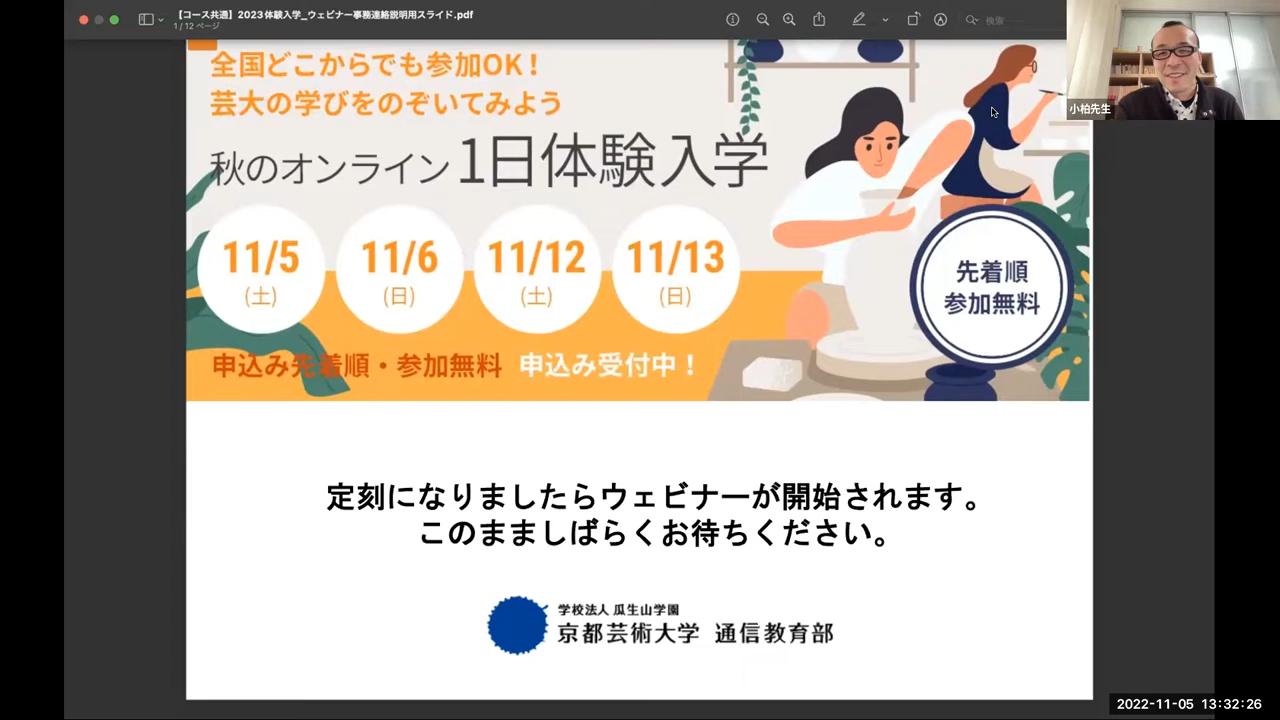 【コース共通】2023体験入学_ウェビナー事務連絡説明用スライド.pdf
1 / 12 ページ
検索
小柏先生
全国どこからでも参加OK！
芸大の学びをのぞいてみよう
秋のオンライン1日体験入学
11/5 11/6 11/12 11/13
(土) (日) (土) (日)
先着順
参加無料
申込み先着順・参加無料 申込み受付中！
定刻になりましたらウェビナーが開始されます。
このまましばらくお待ちください。
学校法人 瓜生山学園
京都芸術大学 通信教育部
2022-11-05 13:32:26